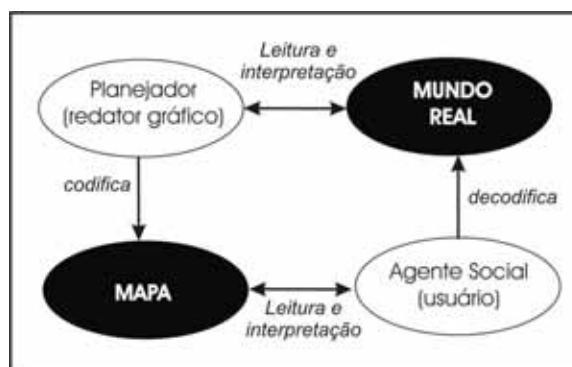 Leitura e
interpretação
Planejador
(redator gráfico)
MUNDO
REAL
codifica
decodifica
MAPA
Agente Social
(usuário)
Leitura e
interpretação